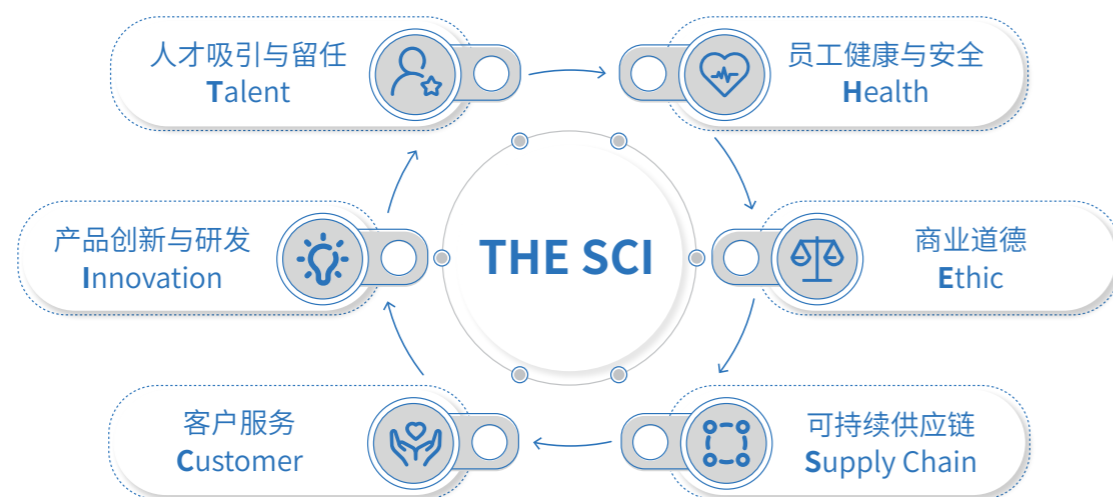 人才吸引与留任
Talent
员工健康与安全
Health
产品创新与研发
Innovation
THE SCI
商业道德
Ethic
客户服务
Customer
可持续供应链
Supply Chain